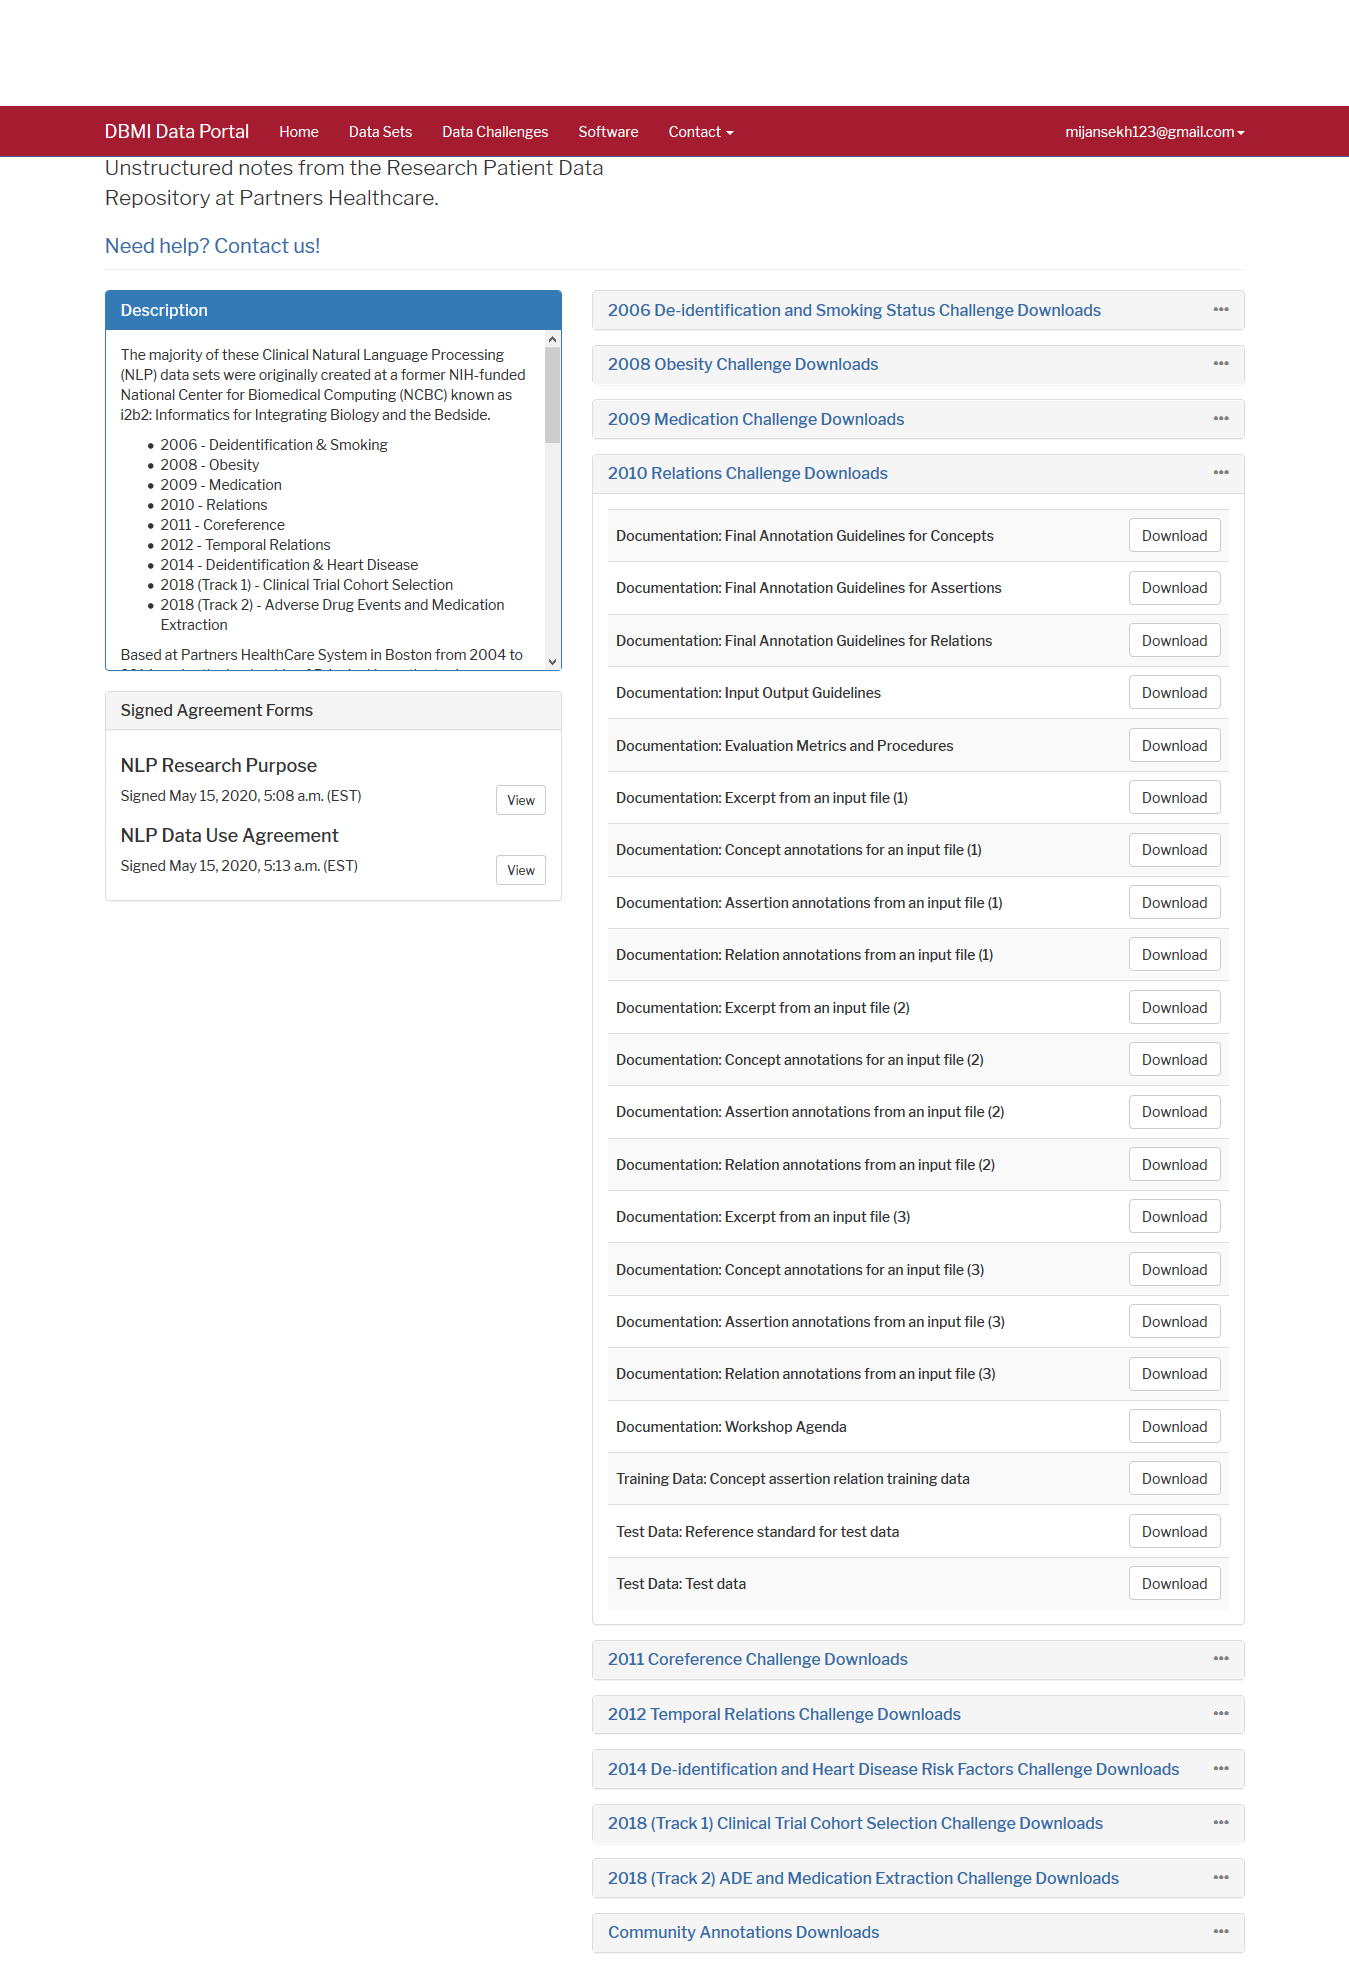 DBMI Data Portal Home Data Sets Data Challenges Software Contact mijansekh123@gmail.com
Unstructured notes from the Research Patient Data
Repository at Partners Healthcare.
Need help? Contact us!
Description
The majority of these Clinical Natural Language Processing
(NLP) data sets were originally created at a former NIH-funded
National Center for Biomedical Computing (NCBC) known as
i2b2: Informatics for Integrating Biology and the Bedside.
• 2006 - Deidentification & Smoking
• 2008 - Obesity
• 2009 - Medication
• 2010 - Relations
• 2011 - Coreference
• 2012 - Temporal Relations
• 2014 - Deidentification & Heart Disease
• 2018 (Track 1) - Clinical Trial Cohort Selection
• 2018 (Track 2) - Adverse Drug Events and Medication
Extraction
Based at Partners HealthCare System in Boston from 2004 to
Signed Agreement Forms
NLP Research Purpose
Signed May 15, 2020, 5:08 a.m. (EST) View
NLP Data Use Agreement
Signed May 15, 2020, 5:13 a.m. (EST) View
2006 De-identification and Smoking Status Challenge Downloads
2008 Obesity Challenge Downloads
2009 Medication Challenge Downloads
2010 Relations Challenge Downloads
Documentation: Final Annotation Guidelines for Concepts Download
Documentation: Final Annotation Guidelines for Assertions Download
Documentation: Final Annotation Guidelines for Relations Download
Documentation: Input Output Guidelines Download
Documentation: Evaluation Metrics and Procedures Download
Documentation: Excerpt from an input file (1) Download
Documentation: Concept annotations for an input file (1) Download
Documentation: Assertion annotations from an input file (1) Download
Documentation: Relation annotations from an input file (1) Download
Documentation: Excerpt from an input file (2) Download
Documentation: Concept annotations for an input file (2) Download
Documentation: Assertion annotations from an input file (2) Download
Documentation: Relation annotations from an input file (2) Download
Documentation: Excerpt from an input file (3) Download
Documentation: Concept annotations for an input file (3) Download
Documentation: Assertion annotations from an input file (3) Download
Documentation: Relation annotations from an input file (3) Download
Documentation: Workshop Agenda Download
Training Data: Concept assertion relation training data Download
Test Data: Reference standard for test data Download
Test Data: Test data Download
2011 Coreference Challenge Downloads
2012 Temporal Relations Challenge Downloads
2014 De-identification and Heart Disease Risk Factors Challenge Downloads
2018 (Track 1) Clinical Trial Cohort Selection Challenge Downloads
2018 (Track 2) ADE and Medication Extraction Challenge Downloads
Community Annotations Downloads